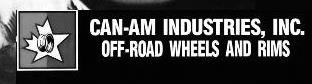 CAN-AM INDUSTRIES, INC.
OFF-ROAD WHEELS AND RIMS